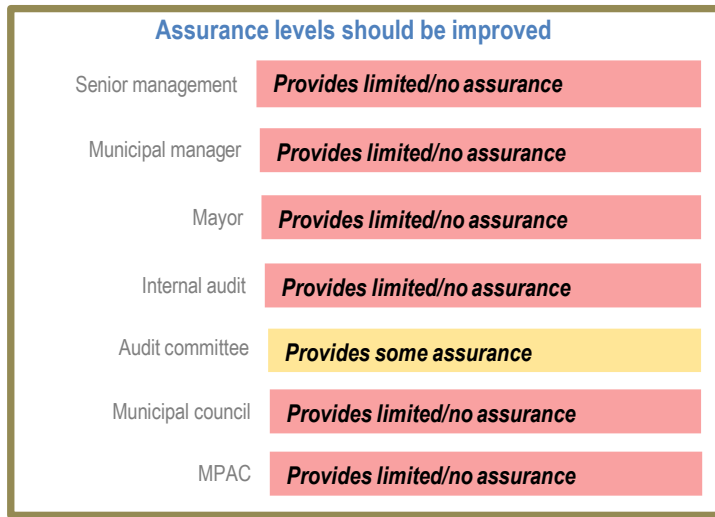 Assurance levels should be improved
Senior management Provides limited/no assurance
Municipal manager Provides limited/no assurance
Mayor Provides limited/no assurance
Internal audit Provides limited/no assurance
Audit committee Provides some assurance
Municipal council Provides limited/no assurance
MPAC Provides limited/no assurance